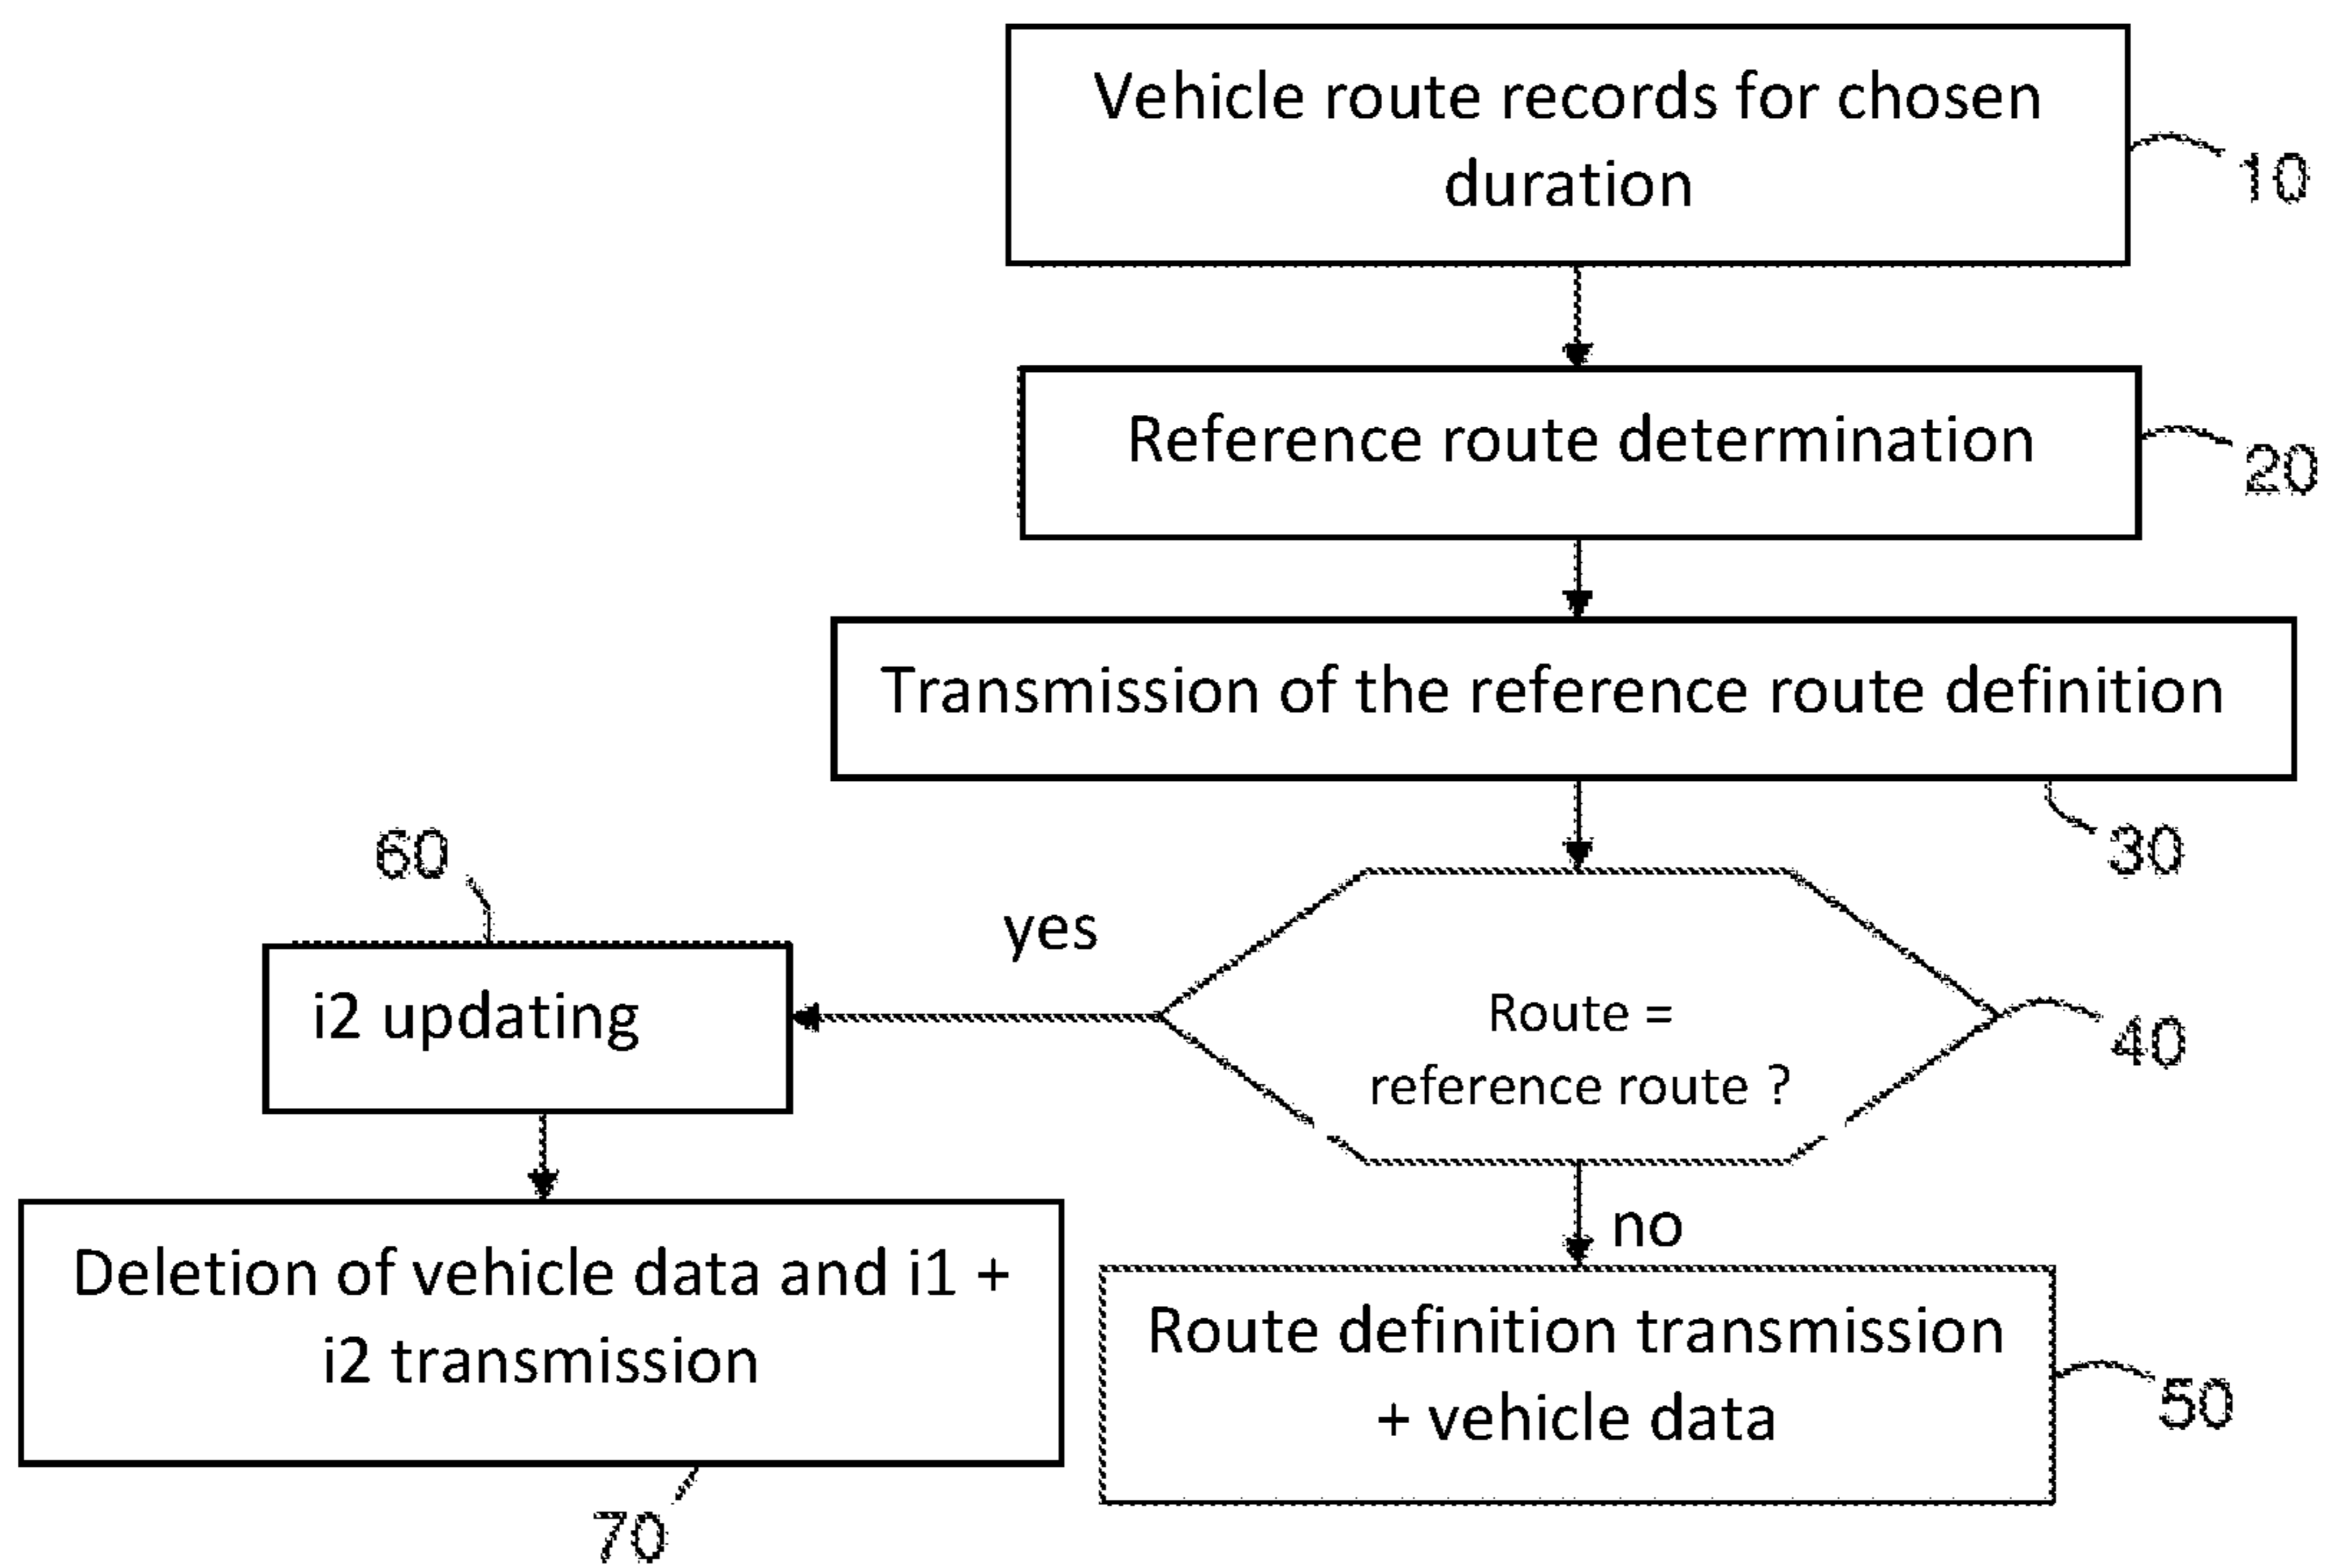 Vehicle route records for chosen
duration
10
Reference route determination
20
Transmission of the reference route definition
30
60
yes
i2 updating
Route =
reference route ?
40
no
Deletion of vehicle data and i1 +
i2 transmission
70
Route definition transmission
+ vehicle data
50